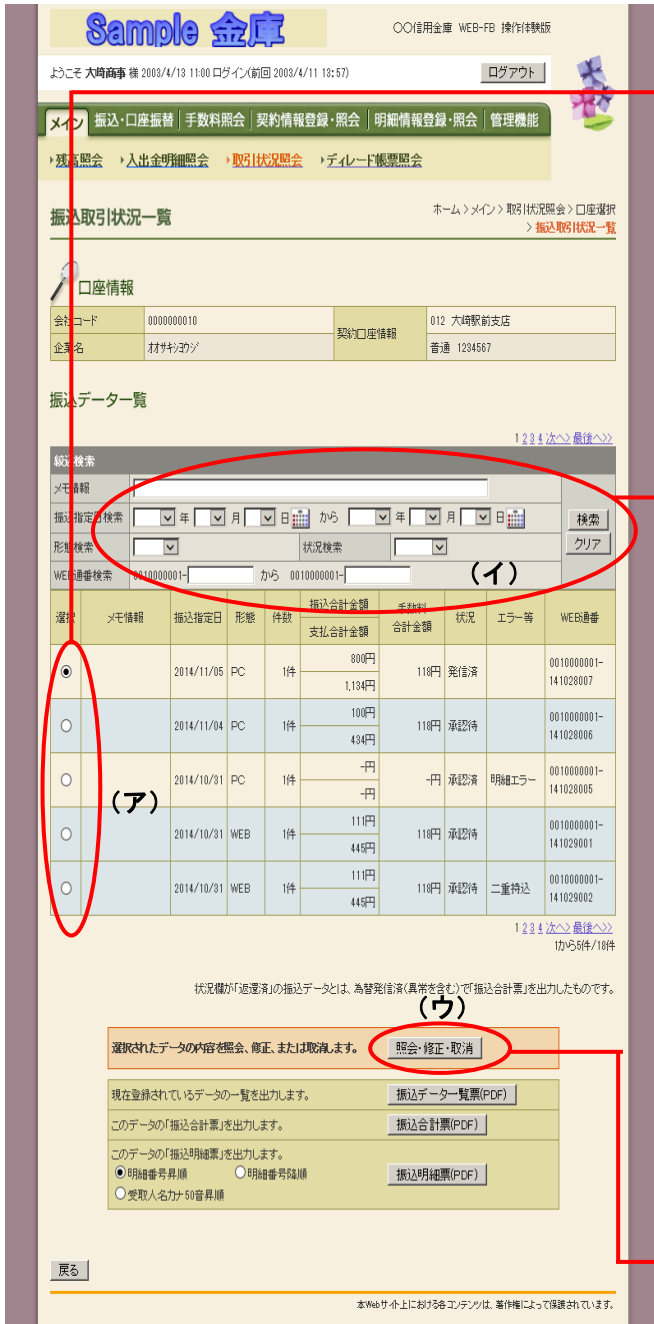 Sample 金庫
〇〇信用金庫 WEB-FB 操作体験版
ようこそ 大崎商事 様 2003/4/13 11:00 ログイン(前回 2003/4/11 13:57)
ログアウト
メイン 振込・口座振替 手数料照会 契約情報登録・照会 明細情報登録・照会 管理機能
残高照会 入出金明細照会 取引状況照会 ディレード帳票照会
振込取引状況一覧
ホーム > メイン > 取引状況照会 > 口座選択
> 振込取引状況一覧
口座情報
会社コード 0000000010 契約口座情報 012 大崎駅前支店
企業名 オオサキシヨウジ 普通 1234567
振込データ一覧
1 2 3 4 次へ> 最後へ>>
絞込検索
メモ情報
振込指定日検索 年 月 日 から 年 月 日 検索
形態検索 状況検索 クリア
WEB通番検索 0010000001- から 0010000001- (イ)
選択 メモ情報 振込指定日 形態 件数 振込合計金額 手数料合計金額 状況 エラー等 WEB通番
支払合計金額
2014/11/05 PC 1件 800円 118円 発信済 0010000001-141028007
1,134円
2014/11/04 PC 1件 100円 118円 承認待 0010000001-141028006
434円
2014/10/31 PC 1件 -円 -円 承認済 明細エラー 0010000001-141028005
-円
(ア)
2014/10/31 WEB 1件 111円 118円 承認待 0010000001-141029001
445円
2014/10/31 WEB 1件 111円 118円 承認待 二重持込 0010000001-141029002
445円
1 2 3 4 次へ> 最後へ>>
1から5件/18件
状況欄が「返還済」の振込データとは、為替発信済(異常を含む)で「振込合計票」を出力したものです。
(ウ)
選択されたデータの内容を照会、修正、または取消します。 照会・修正・取消
現在登録されているデータの一覧を出力します。 振込データ一覧票(PDF)
このデータの「振込合計票」を出力します。 振込合計票(PDF)
このデータの「振込明細票」を出力します。
明細番号昇順 明細番号降順 振込明細票(PDF)
受取人名カナ50音昇順
戻る
本Webサイト上における各コンテンツは、著作権によって保護されています。